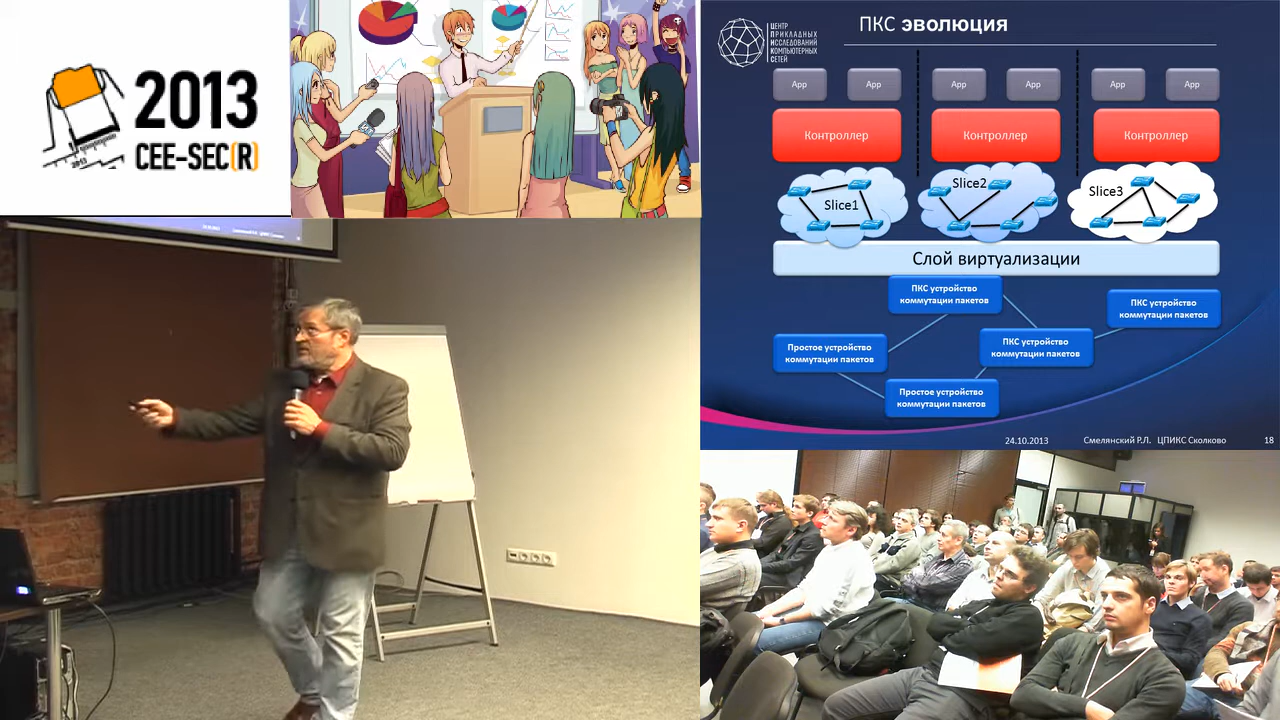 2013
CEE-SEC(R)
2013
ЦЕНТР
ПРИКЛАДНЫХ
ИССЛЕДОВАНИЙ
КОМПЬЮТЕРНЫХ
СЕТЕЙ
ПКС эволюция
App App App App App App
Контроллер Контроллер Контроллер
Slice1 Slice2 Slice3
Слой виртуализации
ПКС устройство
коммутации пакетов
ПКС устройство
коммутации пакетов
Простое устройство
коммутации пакетов
ПКС устройство
коммутации пакетов
Простое устройство
коммутации пакетов
24.10.2013 Смелянский Р.Л. ЦПИКС Сколково 18